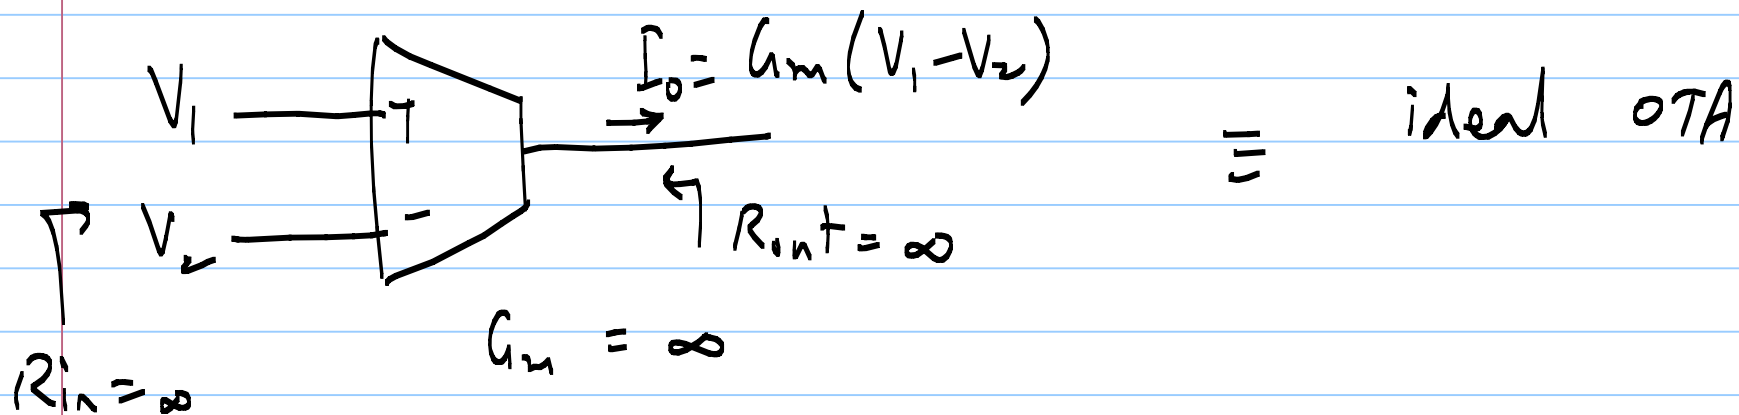 I₀ = Gm (V₁ - V₂)
V₁
+
ideal OTA
≡
V₂
-
Rout = ∞
Gm = ∞
Rin = ∞